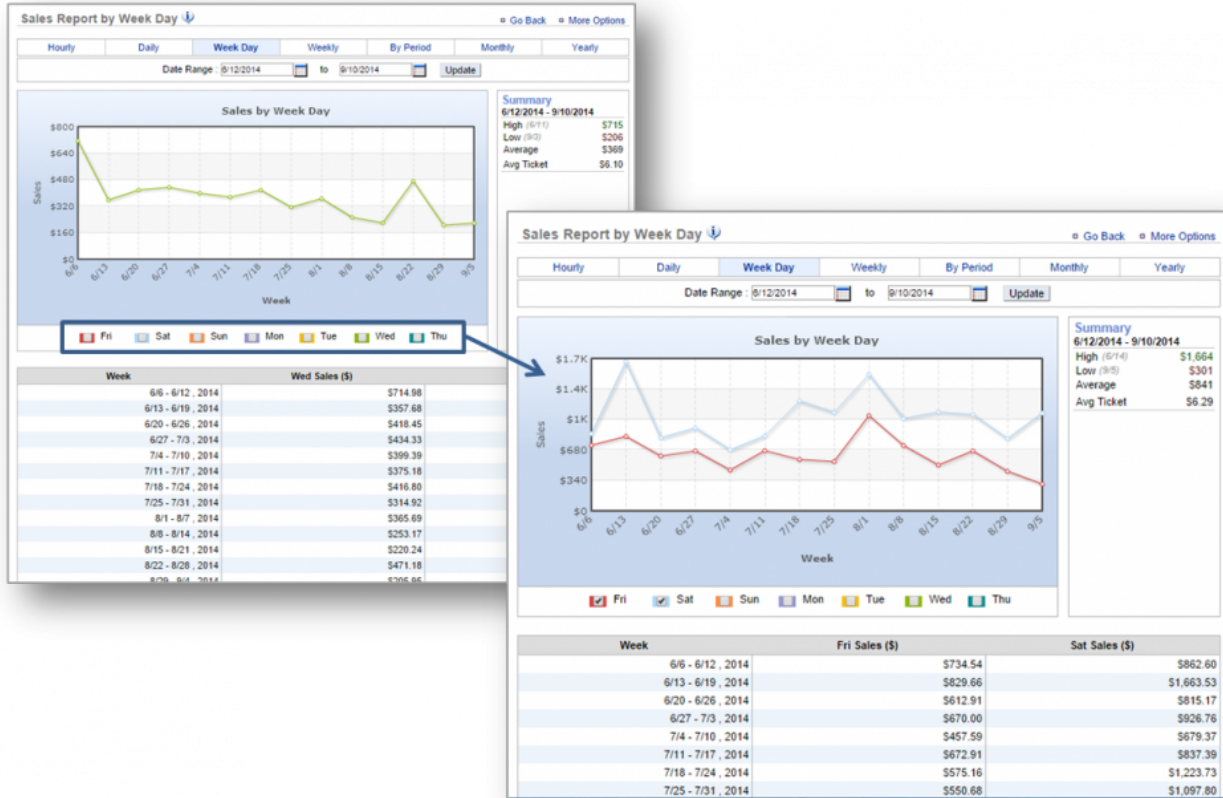 Sales Report by Week Day
Go Back More Options
Hourly Daily Week Day Weekly By Period Monthly Yearly
Date Range : 6/12/2014 to 9/10/2014 Update
Sales by Week Day
$800
$640
$480
$320
$160
$0
Sales
6/6 6/13 6/20 6/27 7/4 7/11 7/18 7/25 8/1 8/8 8/15 8/22 8/29 9/5
Week
Fri Sat Sun Mon Tue Wed Thu
Summary
6/12/2014 - 9/10/2014
High (6/11) $715
Low (9/3) $206
Average $369
Avg Ticket $6.10
Week Wed Sales ($)
6/6 - 6/12 , 2014 $714.98
6/13 - 6/19 , 2014 $357.68
6/20 - 6/26 , 2014 $418.45
6/27 - 7/3 , 2014 $434.33
7/4 - 7/10 , 2014 $399.39
7/11 - 7/17 , 2014 $375.18
7/18 - 7/24 , 2014 $416.80
7/25 - 7/31 , 2014 $314.92
8/1 - 8/7 , 2014 $365.69
8/8 - 8/14 , 2014 $253.17
8/15 - 8/21 , 2014 $220.24
8/22 - 8/28 , 2014 $471.18
8/29 - 9/4 , 2014 $205.95
Sales Report by Week Day
Go Back More Options
Hourly Daily Week Day Weekly By Period Monthly Yearly
Date Range : 6/12/2014 to 9/10/2014 Update
Sales by Week Day
$1.7K
$1.4K
$1K
$680
$340
$0
Sales
6/6 6/13 6/20 6/27 7/4 7/11 7/18 7/25 8/1 8/8 8/15 8/22 8/29 9/5
Week
Fri Sat Sun Mon Tue Wed Thu
Summary
6/12/2014 - 9/10/2014
High (6/14) $1,664
Low (9/5) $301
Average $841
Avg Ticket $6.29
Week Fri Sales ($) Sat Sales ($)
6/6 - 6/12 , 2014 $734.54 $862.60
6/13 - 6/19 , 2014 $829.66 $1,663.53
6/20 - 6/26 , 2014 $612.91 $815.17
6/27 - 7/3 , 2014 $670.00 $926.76
7/4 - 7/10 , 2014 $457.59 $679.37
7/11 - 7/17 , 2014 $672.91 $837.39
7/18 - 7/24 , 2014 $575.16 $1,223.73
7/25 - 7/31 , 2014 $550.68 $1,097.80